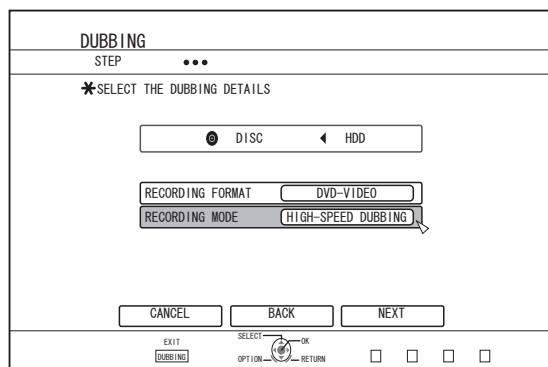 DUBBING
STEP
*SELECT THE DUBBING DETAILS
DISC HDD
RECORDING FORMAT DVD-VIDEO
RECORDING MODE HIGH-SPEED DUBBING
CANCEL BACK NEXT
EXIT SELECT OK
DUBBING OPTION RETURN